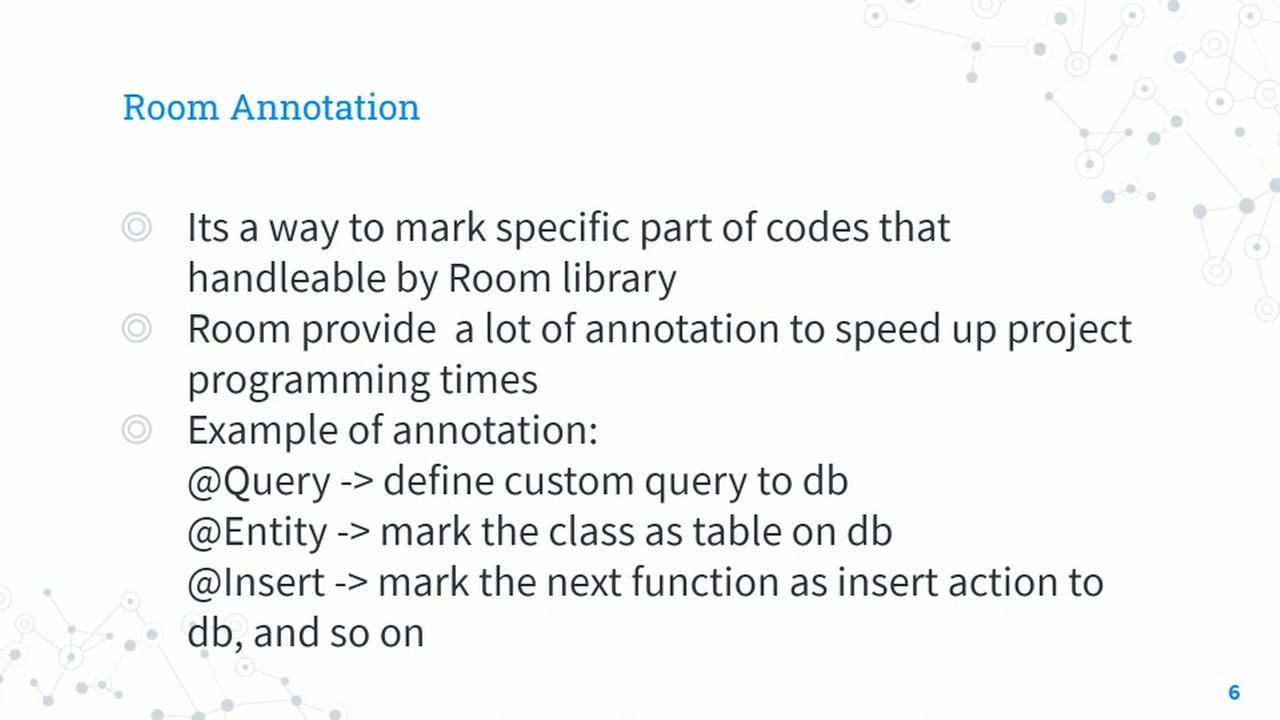 Room Annotation
Its a way to mark specific part of codes that
handleable by Room library
Room provide  a lot of annotation to speed up project
programming times
Example of annotation:
@Query -> define custom query to db
@Entity -> mark the class as table on db
@Insert -> mark the next function as insert action to
db, and so on
6